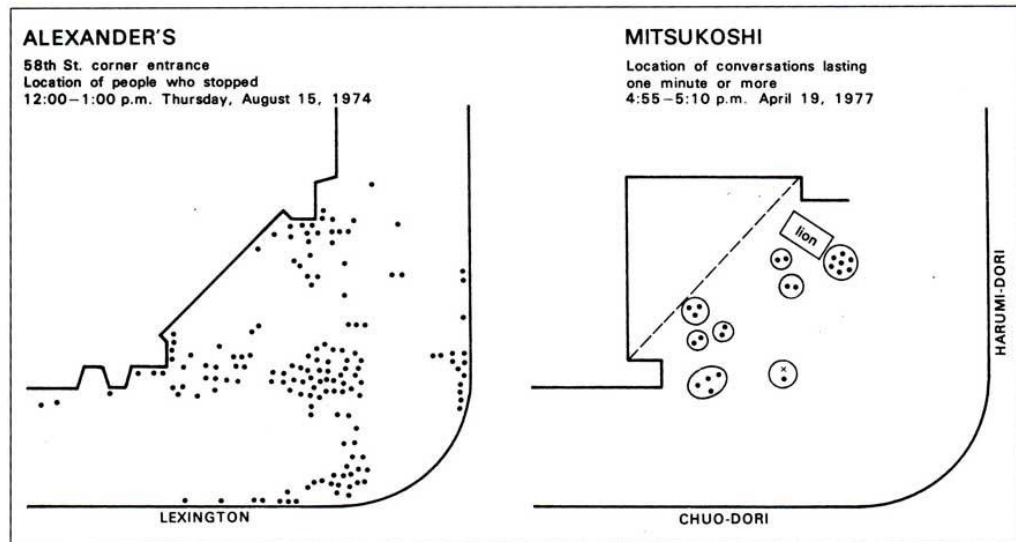 ALEXANDER'S
58th St. corner entrance
Location of people who stopped
12:00–1:00 p.m. Thursday, August 15, 1974
LEXINGTON
MITSUKOSHI
Location of conversations lasting
one minute or more
4:55–5:10 p.m. April 19, 1977
lion
x
HARUMI-DORI
CHUO-DORI